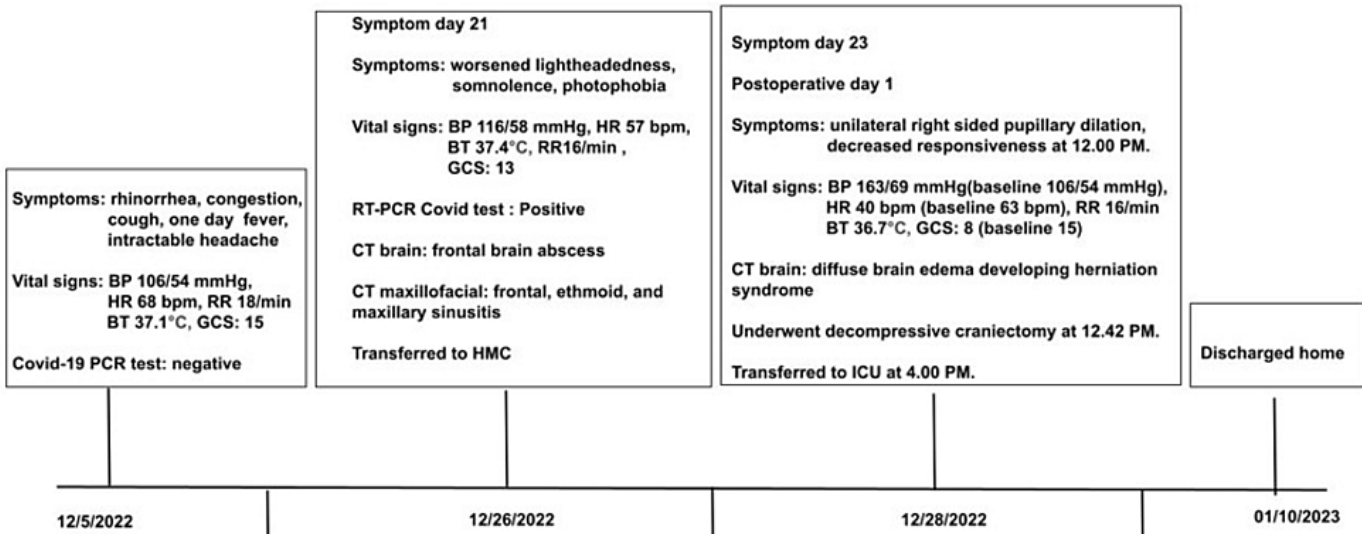 Symptoms: rhinorrhea, congestion,
cough, one day fever,
intractable headache
Vital signs: BP 106/54 mmHg,
HR 68 bpm, RR 18/min
BT 37.1°C, GCS: 15
Covid-19 PCR test: negative
Symptom day 21
Symptoms: worsened lightheadedness,
somnolence, photophobia
Vital signs: BP 116/58 mmHg, HR 57 bpm,
BT 37.4°C, RR16/min ,
GCS: 13
RT-PCR Covid test : Positive
CT brain: frontal brain abscess
CT maxillofacial: frontal, ethmoid, and
maxillary sinusitis
Transferred to HMC
Symptom day 23
Postoperative day 1
Symptoms: unilateral right sided pupillary dilation,
decreased responsiveness at 12.00 PM.
Vital signs: BP 163/69 mmHg(baseline 106/54 mmHg),
HR 40 bpm (baseline 63 bpm), RR 16/min
BT 36.7°C, GCS: 8 (baseline 15)
CT brain: diffuse brain edema developing herniation
syndrome
Underwent decompressive craniectomy at 12.42 PM.
Transferred to ICU at 4.00 PM.
Discharged home
12/5/2022
12/26/2022
12/28/2022
01/10/2023